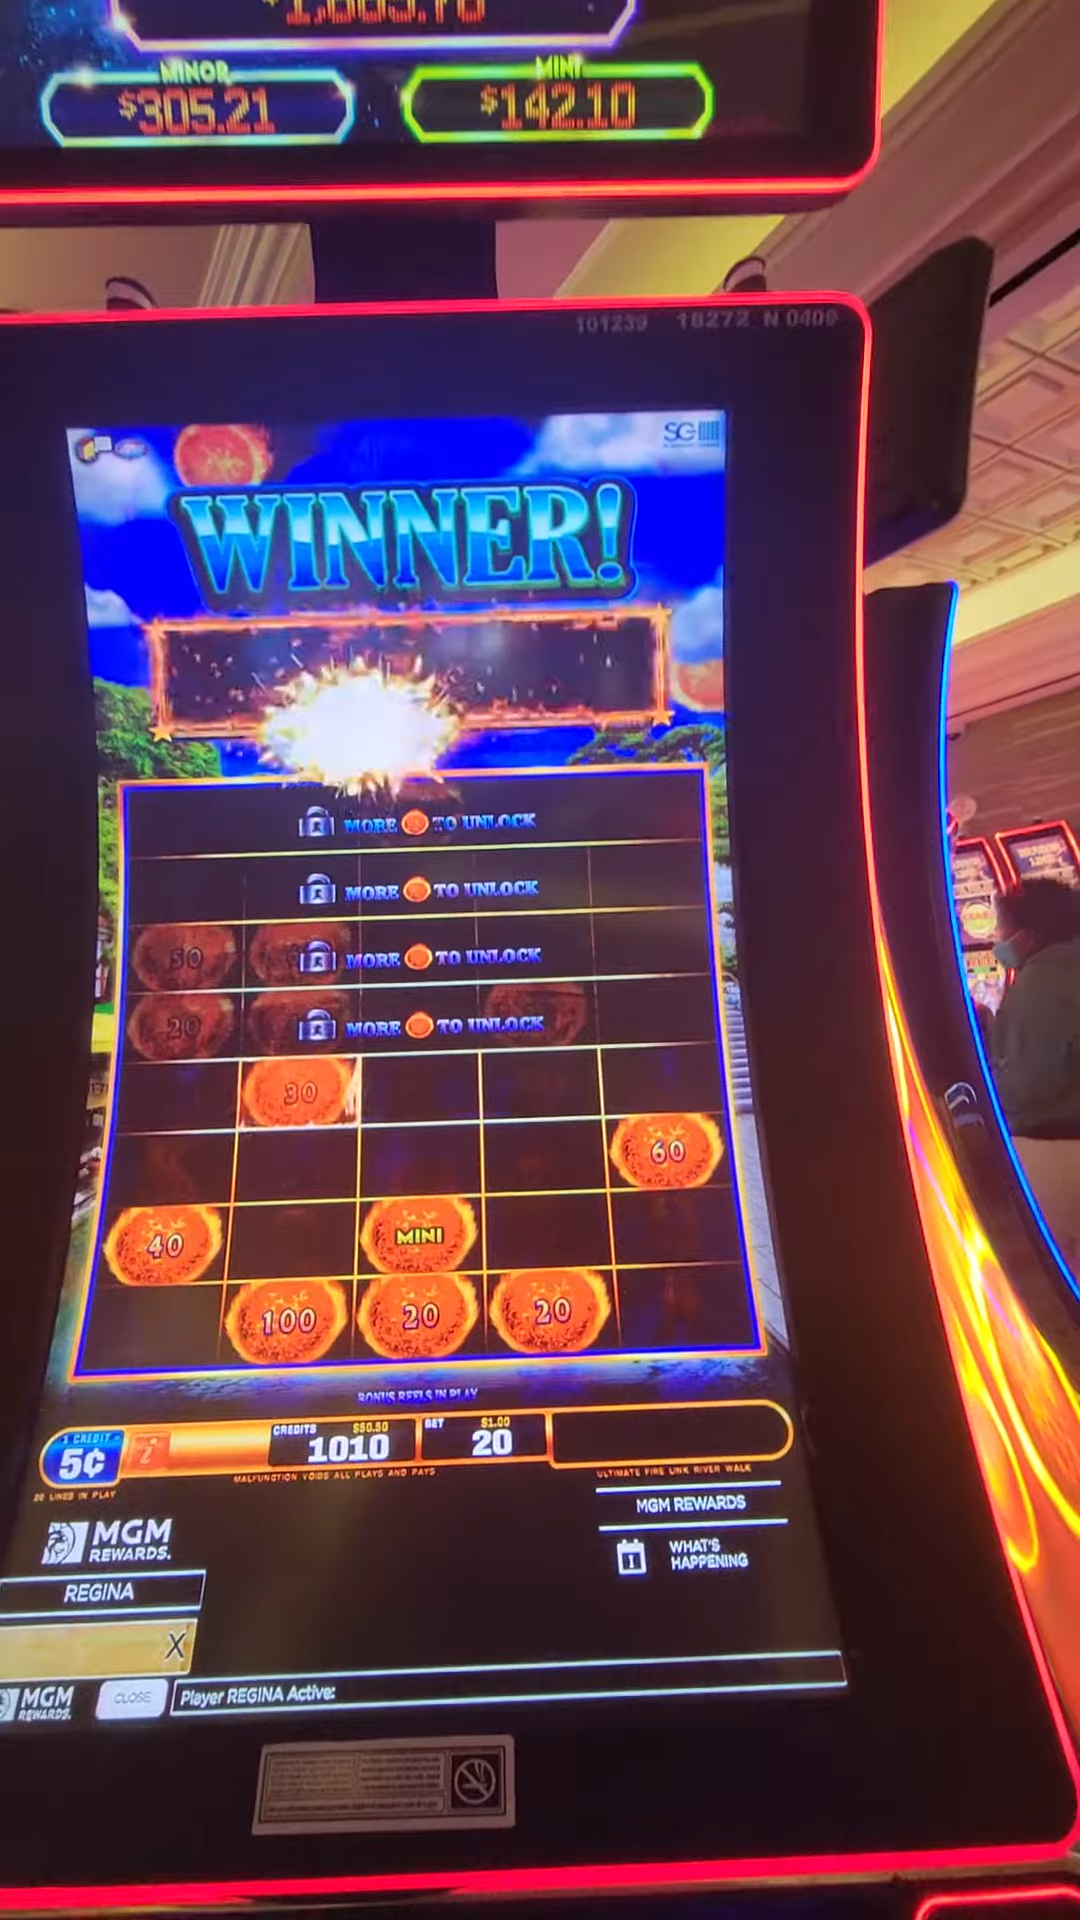 MINOR
$305.21
MINI
$142.10
101239 18272 N 0409
SG
WINNER!
MORE TO UNLOCK
MORE TO UNLOCK
50
MORE TO UNLOCK
20
MORE TO UNLOCK
30
60
40
MINI
100
20
20
BONUS REELS IN PLAY
1 CREDIT =
5¢
i
CREDITS $50.50
1010
BET $1.00
20
MALFUNCTION VOIDS ALL PLAYS AND PAYS
ULTIMATE FIRE LINK RIVER WALK
20 LINES IN PLAY
MGM REWARDS
MGM
REWARDS.
WHAT'S
HAPPENING
REGINA
X
MGM
REWARDS.
CLOSE
Player REGINA Active: